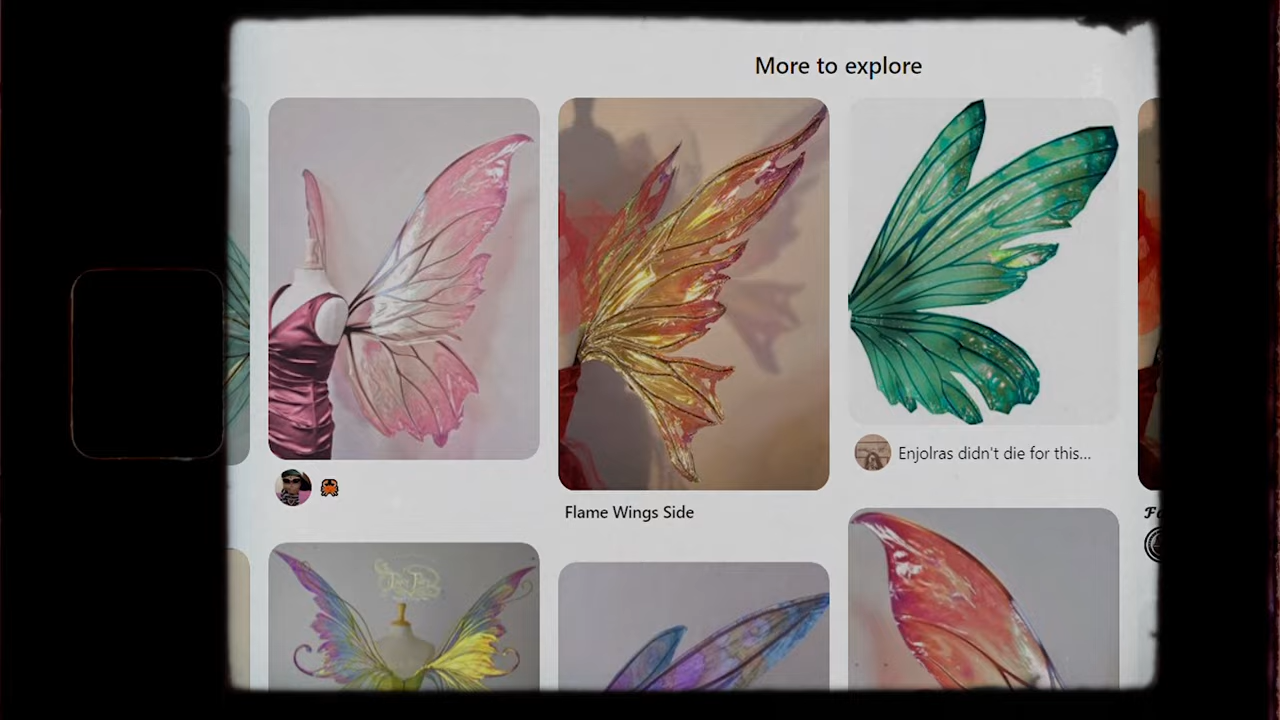 More to explore
Enjolras didn't die for this...
Flame Wings Side